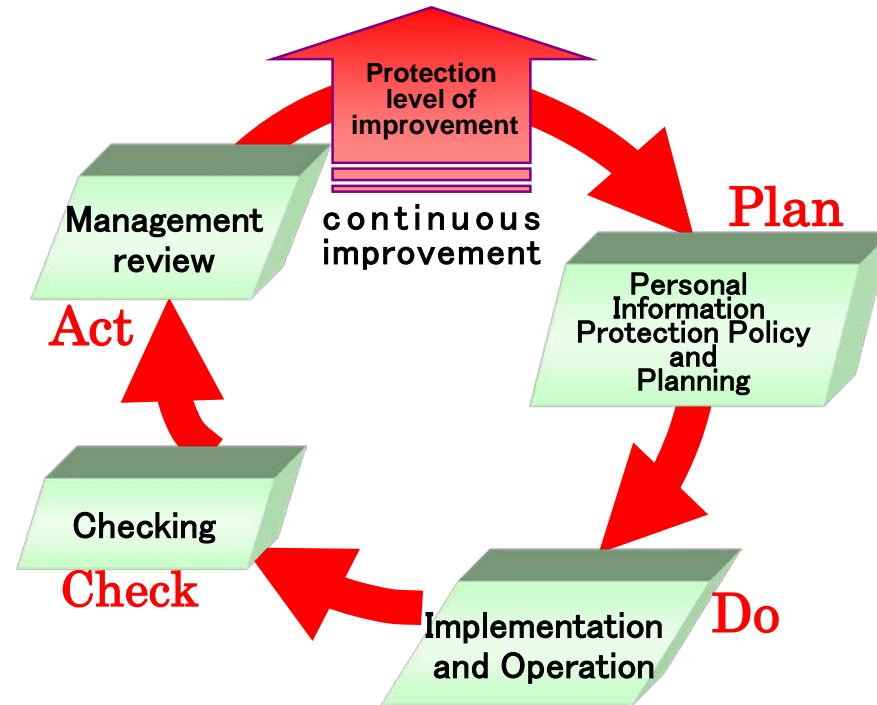 Protection
level of
improvement
continuous
improvement
Plan
Personal
Information
Protection Policy
and
Planning
Do
Implementation
and Operation
Checking
Check
Management
review
Act